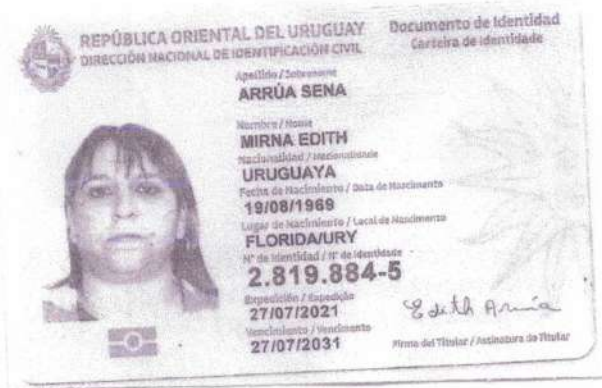 REPÚBLICA ORIENTAL DEL URUGUAY
DIRECCIÓN NACIONAL DE IDENTIFICACIÓN CIVIL
Documento de Identidad
Carteira de Identidade
Apellido / Sobrenome
ARRÚA SENA
Nombre / Nome
MIRNA EDITH
Nacionalidad / Nacionalidade
URUGUAYA
Fecha de Nacimiento / Data de Nascimento
19/08/1969
Lugar de Nacimiento / Local de Nascimento
FLORIDA/URY
N° de Identidad / N° de Identidade
2.819.884-5
Expedición / Expedição
27/07/2021
Vencimiento / Vencimento
27/07/2031
Edith Arrúa
Firma del Titular / Assinatura do Titular